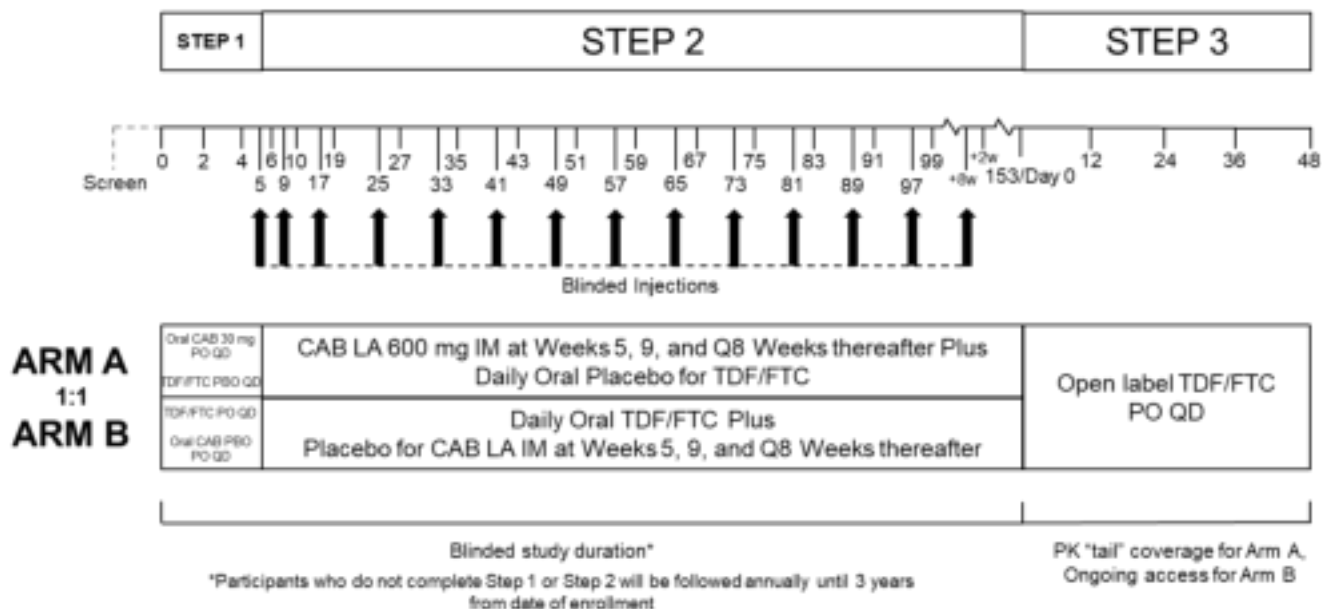 STEP 1
STEP 2
STEP 3
Screen
0 2 4 6 10 19 27 35 43 51 59 67 75 83 91 99 +2w 12 24 36 48
5 9 17 25 33 41 49 57 65 73 81 89 97 +8w 153/Day 0
Blinded Injections
ARM A
1:1
ARM B
Oral CAB 30 mg
PO QD
TDF/FTC PBO QD
CAB LA 600 mg IM at Weeks 5, 9, and Q8 Weeks thereafter Plus
Daily Oral Placebo for TDF/FTC
TDF/FTC PO QD
Oral CAB PBO
PO QD
Daily Oral TDF/FTC Plus
Placebo for CAB LA IM at Weeks 5, 9, and Q8 Weeks thereafter
Open label TDF/FTC
PO QD
Blinded study duration*
*Participants who do not complete Step 1 or Step 2 will be followed annually until 3 years
from date of enrollment
PK "tail" coverage for Arm A,
Ongoing access for Arm B